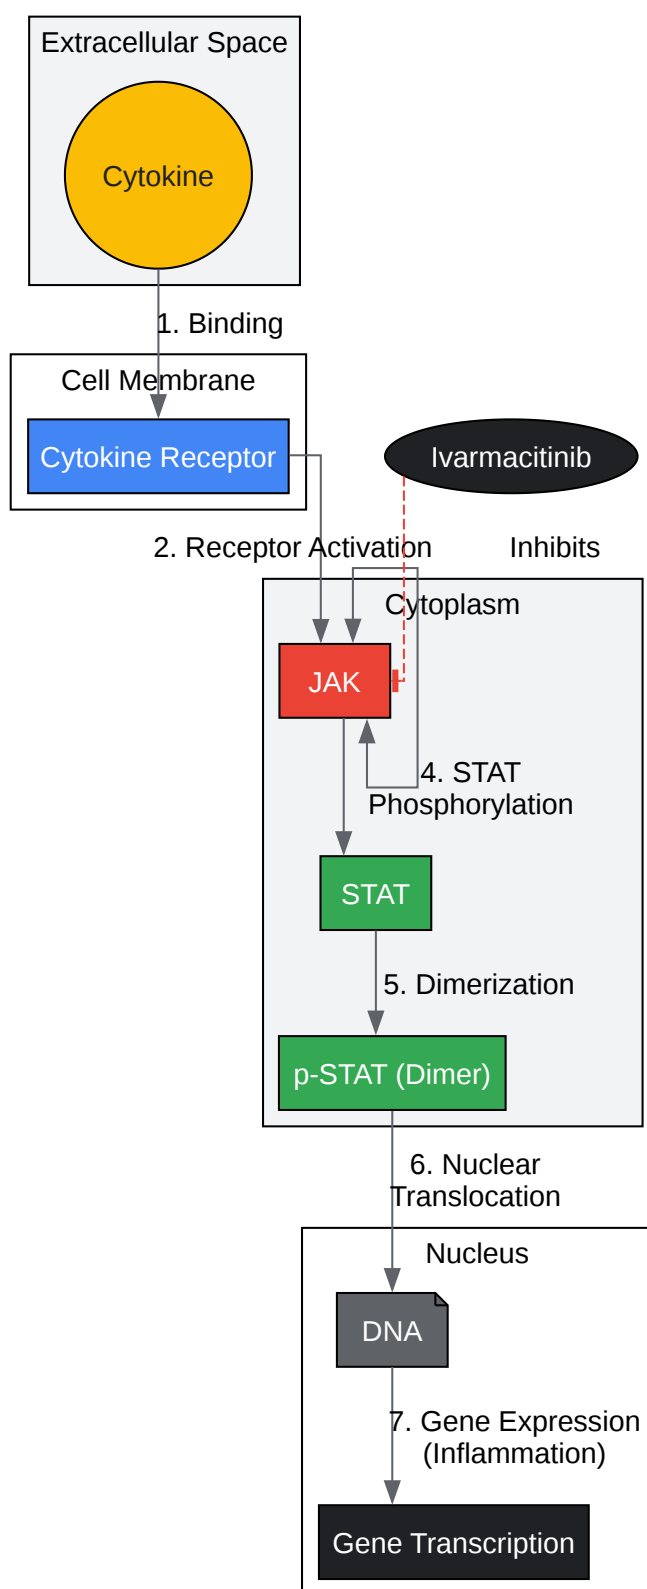 Extracellular Space
Cytokine
1. Binding
Cell Membrane
Cytokine Receptor
Ivarmacitinib
2. Receptor Activation
Inhibits
Cytoplasm
JAK
4. STAT
Phosphorylation
STAT
5. Dimerization
p-STAT (Dimer)
6. Nuclear
Translocation
Nucleus
DNA
7. Gene Expression
(Inflammation)
Gene Transcription